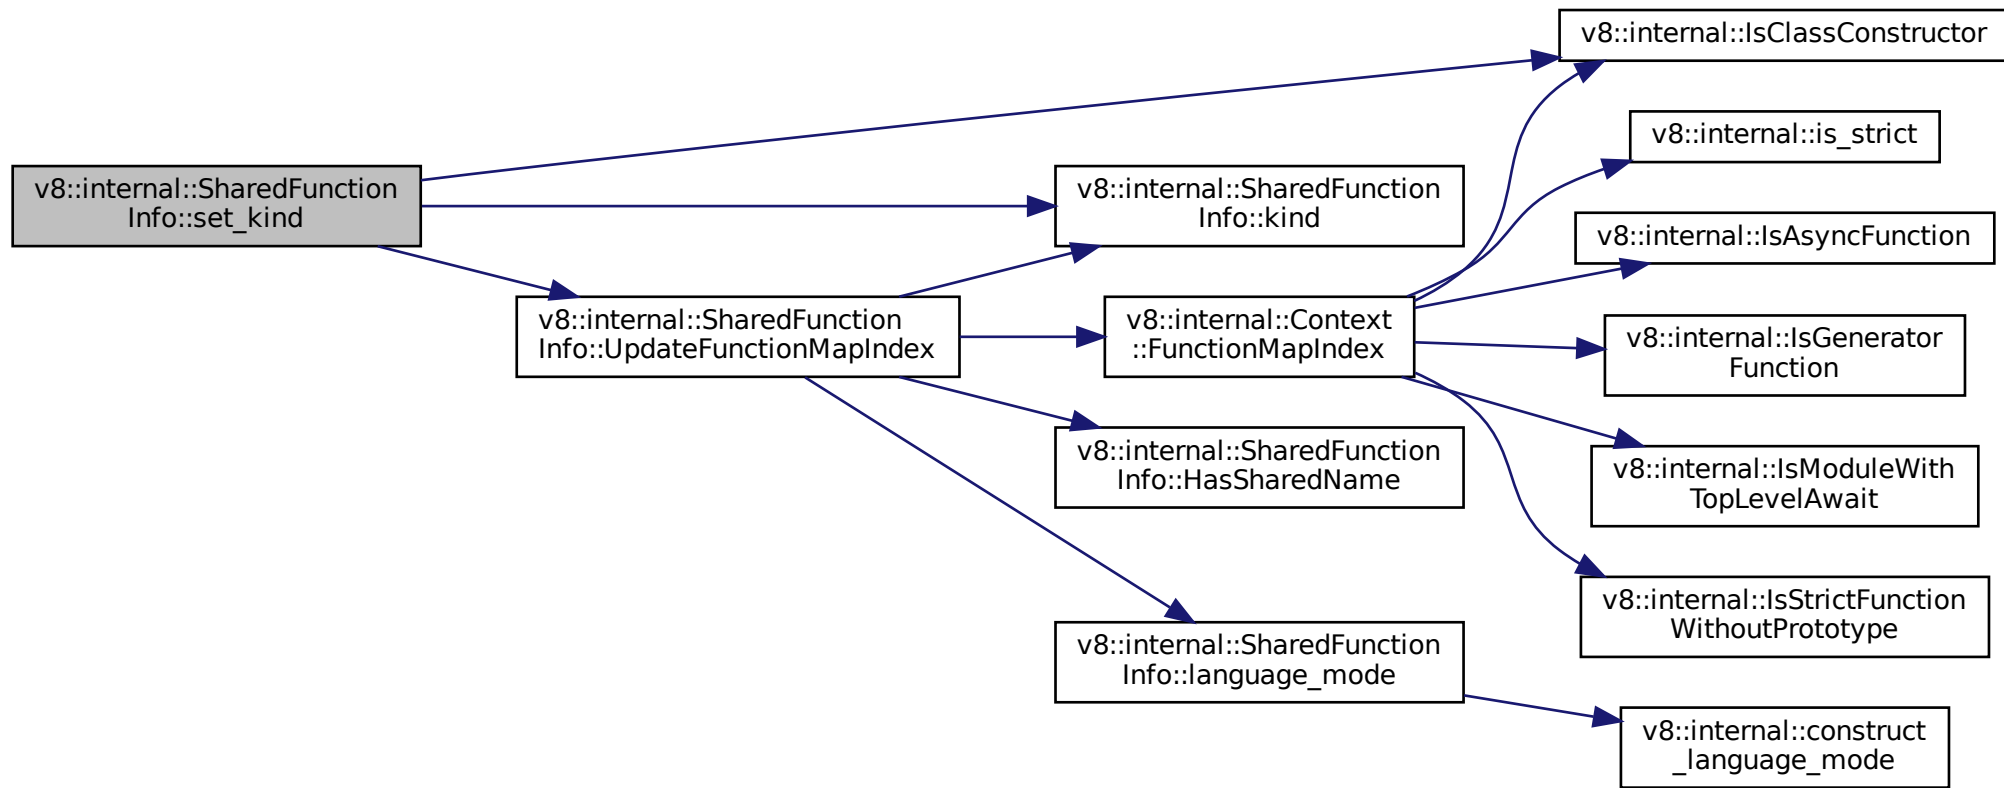 v8::internal::SharedFunction
Info::set_kind
v8::internal::SharedFunction
Info::UpdateFunctionMapIndex
v8::internal::SharedFunction
Info::kind
v8::internal::Context
::FunctionMapIndex
v8::internal::SharedFunction
Info::HasSharedName
v8::internal::SharedFunction
Info::language_mode
v8::internal::IsClassConstructor
v8::internal::is_strict
v8::internal::IsAsyncFunction
v8::internal::IsGenerator
Function
v8::internal::IsModuleWith
TopLevelAwait
v8::internal::IsStrictFunction
WithoutPrototype
v8::internal::construct
_language_mode